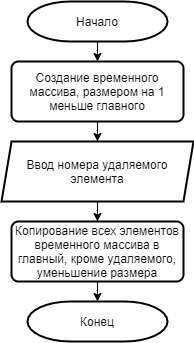 Начало
Создание временного
массива, размером на 1
меньше главного
Ввод номера удаляемого
элемента
Копирование всех элементов
временного массива в
главный, кроме удаляемого,
уменьшение размера
Конец